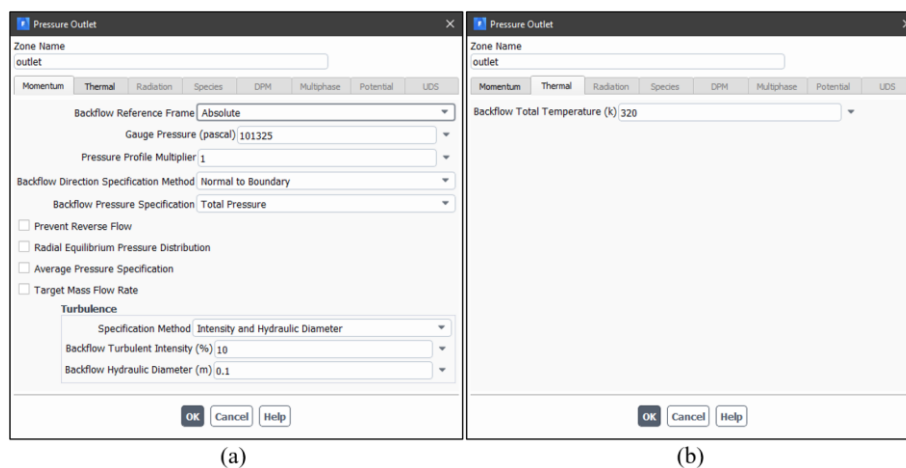 Pressure Outlet
Zone Name
outlet
Momentum Thermal Radiation Species DPM Multiphase Potential UDS
Backflow Reference Frame Absolute
Gauge Pressure (pascal) 101325
Pressure Profile Multiplier 1
Backflow Direction Specification Method Normal to Boundary
Backflow Pressure Specification Total Pressure
Prevent Reverse Flow
Radial Equilibrium Pressure Distribution
Average Pressure Specification
Target Mass Flow Rate
Turbulence
Specification Method Intensity and Hydraulic Diameter
Backflow Turbulent Intensity (%) 10
Backflow Hydraulic Diameter (m) 0.1
OK Cancel Help
(a)
Pressure Outlet
Zone Name
outlet
Momentum Thermal Radiation Species DPM Multiphase Potential UDS
Backflow Total Temperature (k) 320
OK Cancel Help
(b)